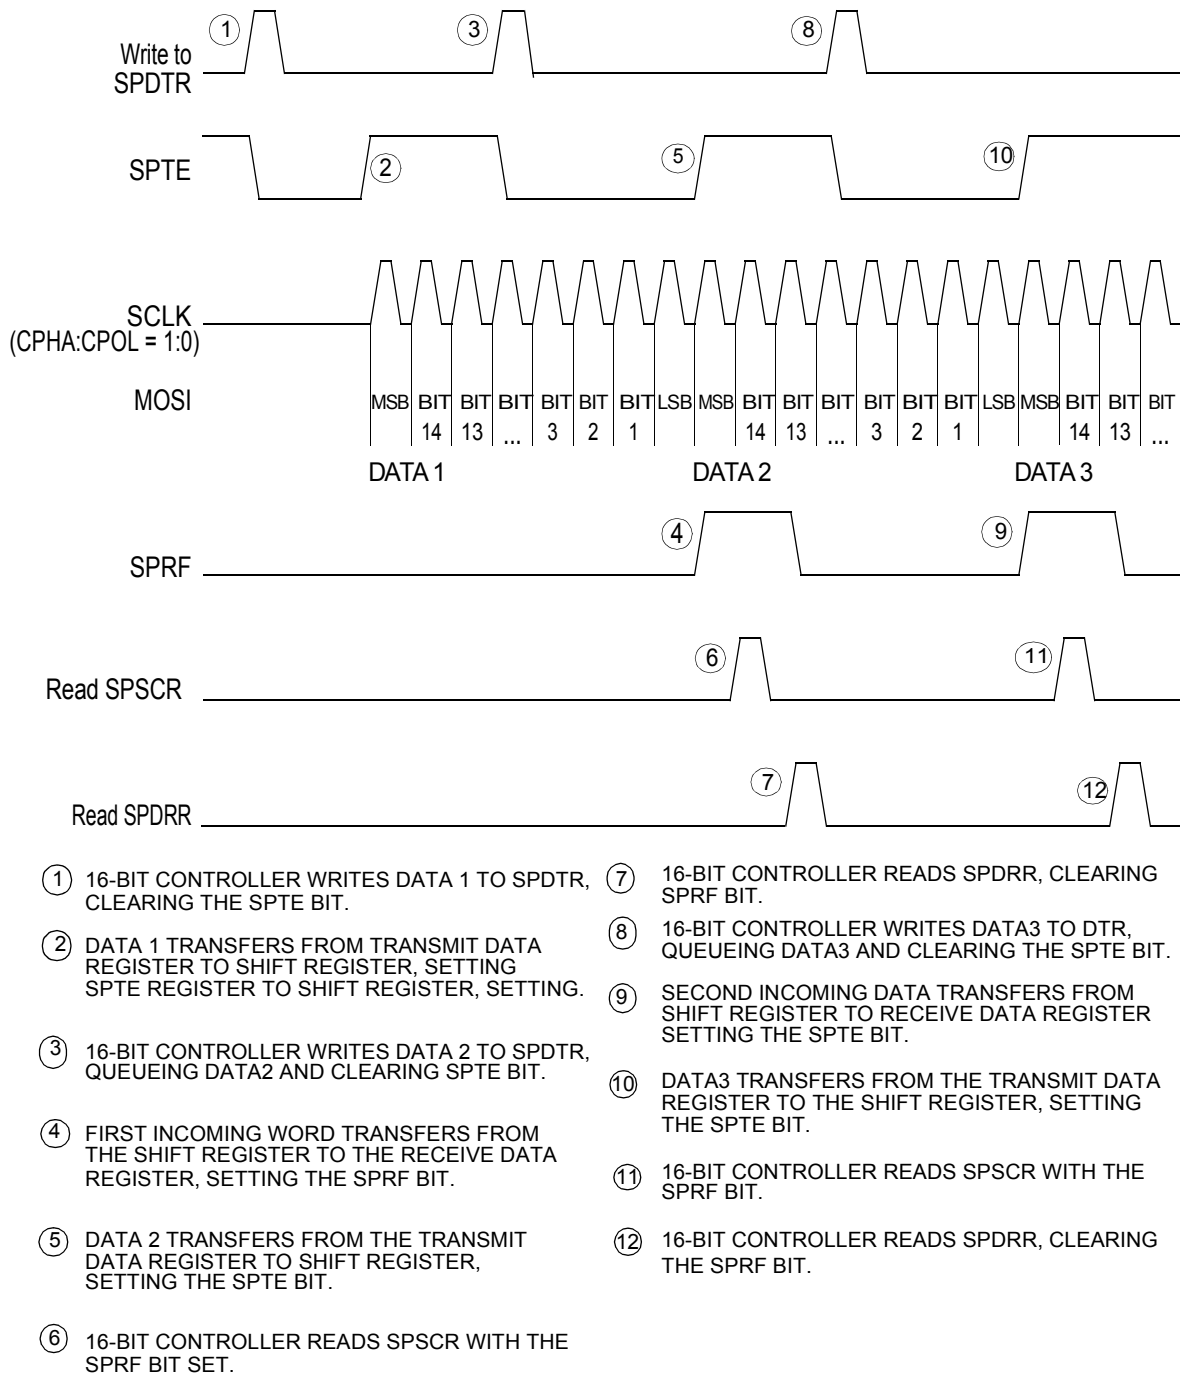 1 3 8
Write to
SPDTR
SPTE 2 5 10
SCLK
(CPHA:CPOL = 1:0)
MOSI MSB BIT BIT BIT BIT BIT BIT LSB MSB BIT BIT BIT BIT BIT BIT LSB MSB BIT BIT BIT
14 13 ... 3 2 1 14 13 ... 3 2 1 14 13 ...
DATA 1 DATA 2 DATA 3
4 9
SPRF
6 11
Read SPSCR
7 12
Read SPDRR
1 16-BIT CONTROLLER WRITES DATA 1 TO SPDTR,
CLEARING THE SPTE BIT.
2 DATA 1 TRANSFERS FROM TRANSMIT DATA
REGISTER TO SHIFT REGISTER, SETTING
SPTE REGISTER TO SHIFT REGISTER, SETTING.
3 16-BIT CONTROLLER WRITES DATA 2 TO SPDTR,
QUEUEING DATA2 AND CLEARING SPTE BIT.
4 FIRST INCOMING WORD TRANSFERS FROM
THE SHIFT REGISTER TO THE RECEIVE DATA
REGISTER, SETTING THE SPRF BIT.
5 DATA 2 TRANSFERS FROM THE TRANSMIT
DATA REGISTER TO SHIFT REGISTER,
SETTING THE SPTE BIT.
6 16-BIT CONTROLLER READS SPSCR WITH THE
SPRF BIT SET.
7 16-BIT CONTROLLER READS SPDRR, CLEARING
SPRF BIT.
8 16-BIT CONTROLLER WRITES DATA3 TO DTR,
QUEUEING DATA3 AND CLEARING THE SPTE BIT.
9 SECOND INCOMING DATA TRANSFERS FROM
SHIFT REGISTER TO RECEIVE DATA REGISTER
SETTING THE SPTE BIT.
10 DATA3 TRANSFERS FROM THE TRANSMIT DATA
REGISTER TO THE SHIFT REGISTER, SETTING
THE SPTE BIT.
11 16-BIT CONTROLLER READS SPSCR WITH THE
SPRF BIT.
12 16-BIT CONTROLLER READS SPDRR, CLEARING
THE SPRF BIT.